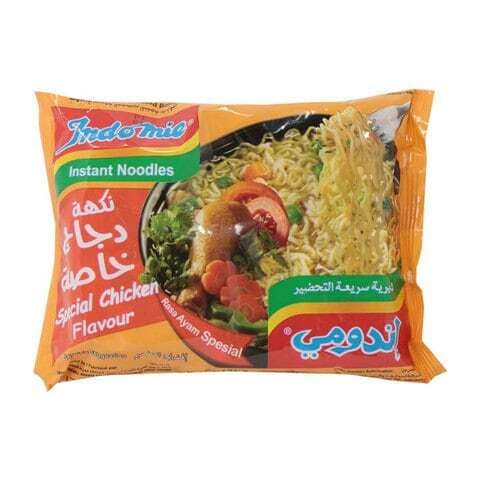 Indomie
Instant Noodles
نكهة
دجاج
خاصة
Special Chicken
Flavour
Rasa Ayam Spesial
شعيرية سريعة التحضير
إندومي